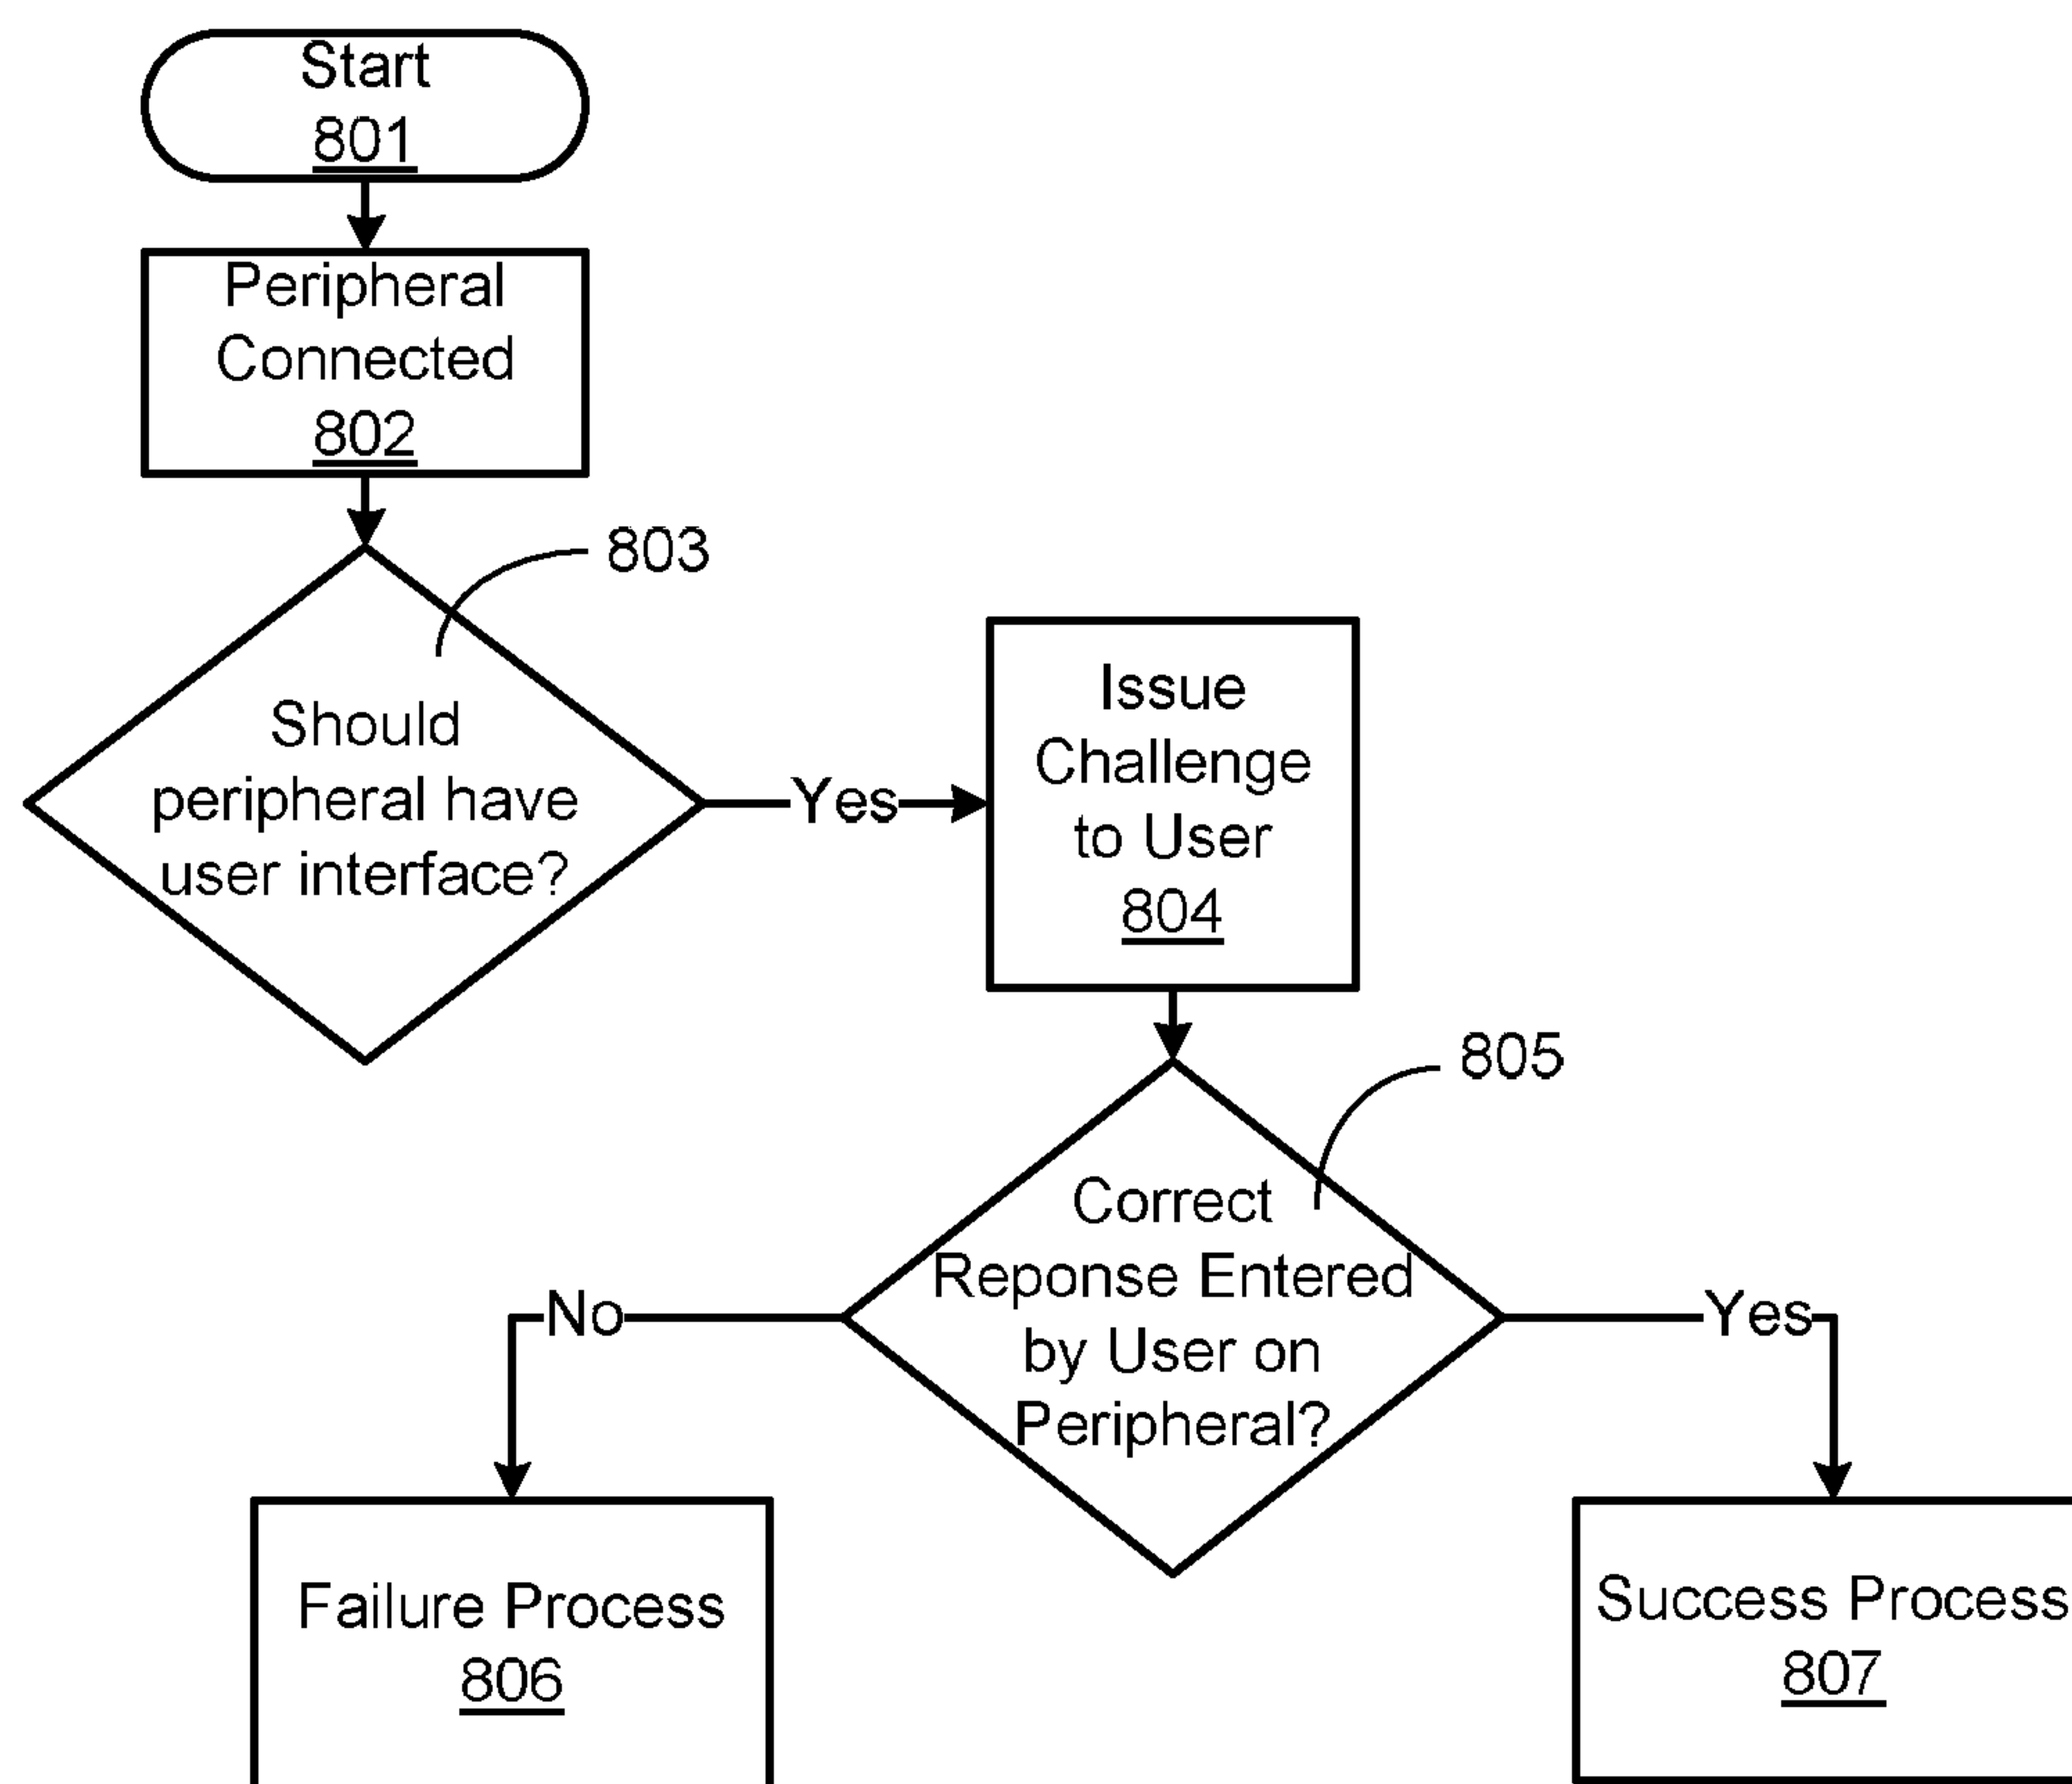 Start
801
Peripheral
Connected
802
803
Should
peripheral have
user interface?
Yes
Issue
Challenge
to User
804
805
Correct
Reponse Entered
by User on
Peripheral?
No
Yes
Failure Process
806
Success Process
807